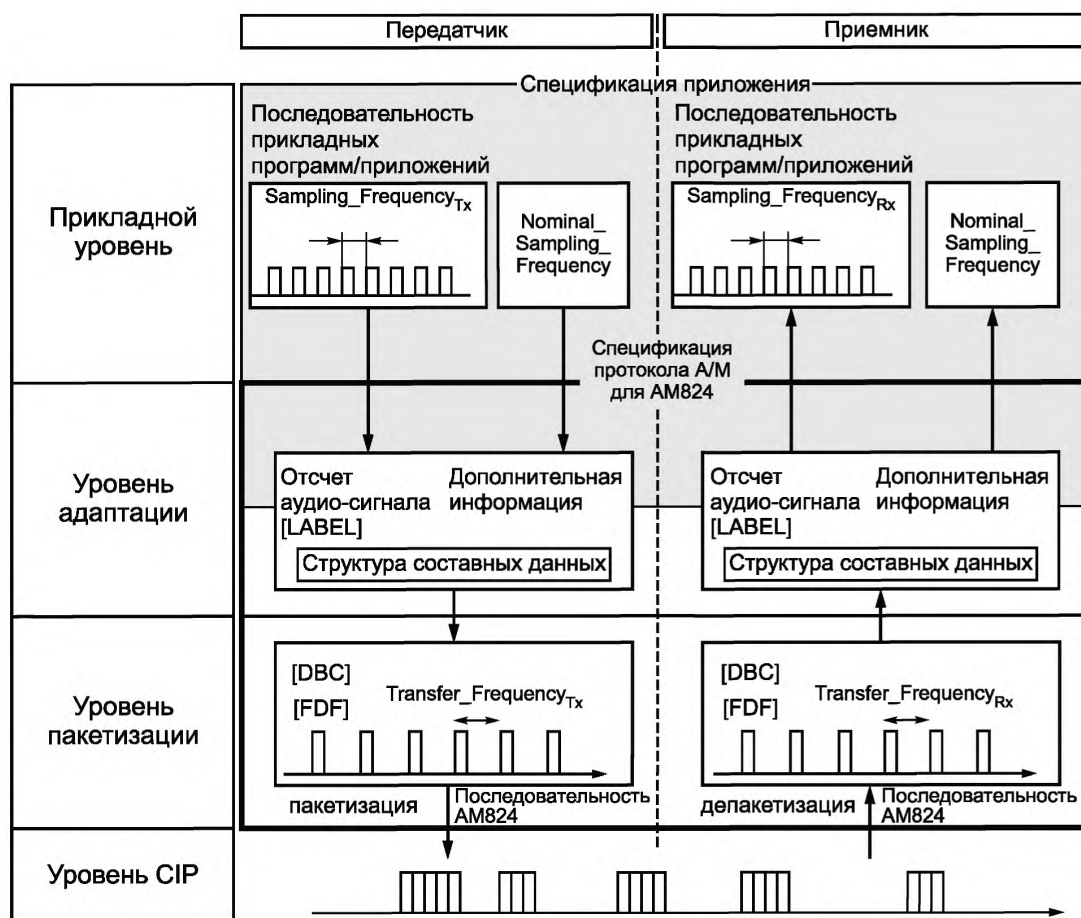 Передатчик
Приемник
Спецификация приложения
Прикладной
уровень
Последовательность
прикладных
программ/приложений
Sampling_FrequencyTx
Nominal_
Sampling_
Frequency
Последовательность
прикладных
программ/приложений
Sampling_FrequencyRx
Nominal_
Sampling_
Frequency
Спецификация
протокола А/М
для АМ824
Уровень
адаптации
Отсчет
аудио-сигнала
[LABEL]
Дополнительная
информация
Структура составных данных
Отсчет
аудио-сигнала
[LABEL]
Дополнительная
информация
Структура составных данных
Уровень
пакетизации
[DBC]
[FDF]
Transfer_FrequencyTx
пакетизация
Последовательность
АМ824
[DBC]
[FDF]
Transfer_FrequencyRx
депакетизация
Последовательность
АМ824
Уровень CIP